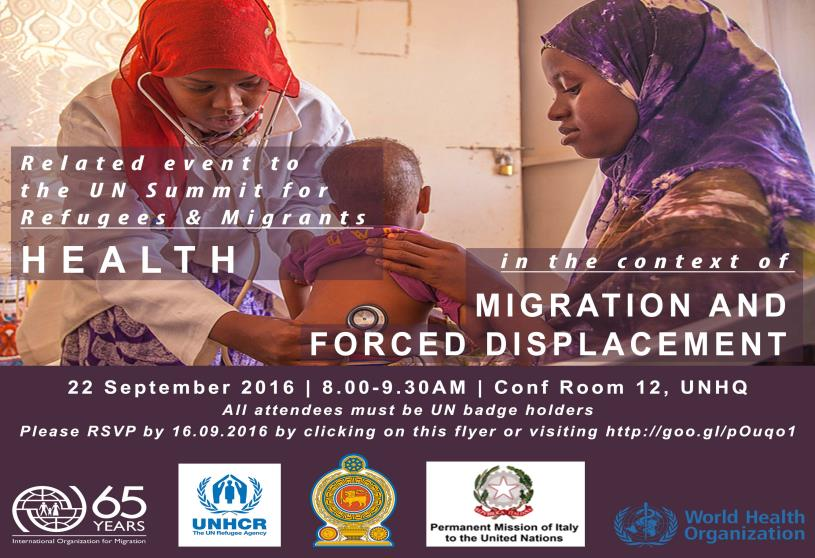 Related event to
the UN Summit for
Refugees & Migrants
HEALTH
in the context of
MIGRATION AND
FORCED DISPLACEMENT
22 September 2016 | 8.00-9.30AM | Conf Room 12, UNHQ
All attendees must be UN badge holders
Please RSVP by 16.09.2016 by clicking on this flyer or visiting http://goo.gl/pOuqo1
65
YEARS
International Organization for Migration
UNHCR
The UN Refugee Agency
Permanent Mission of Italy
to the United Nations
World Health
Organization